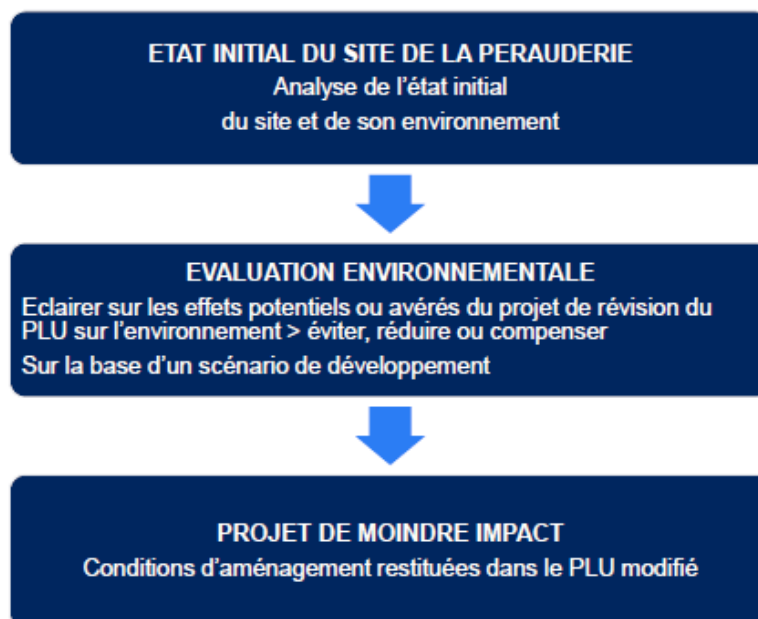 ETAT INITIAL DU SITE DE LA PERAUDERIE
Analyse de l'état initial
du site et de son environnement
EVALUATION ENVIRONNEMENTALE
Eclairer sur les effets potentiels ou avérés du projet de révision du
PLU sur l'environnement > éviter, réduire ou compenser
Sur la base d'un scénario de développement
PROJET DE MOINDRE IMPACT
Conditions d'aménagement restituées dans le PLU modifié